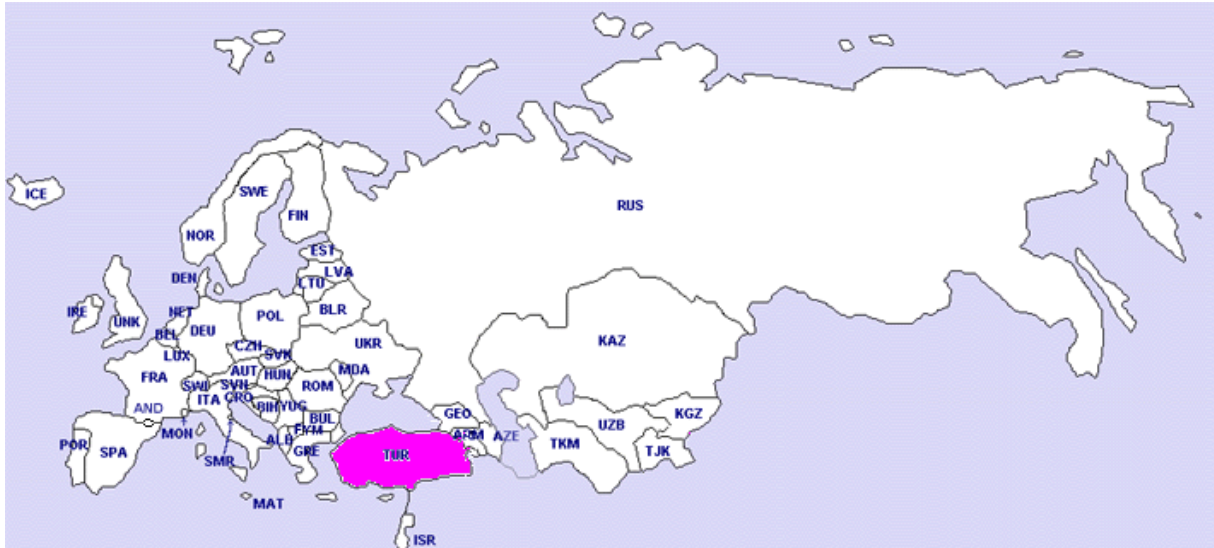 ICE
SWE
FIN
NOR
RUS
EST
LVA
LTU
DEN
IRE
UNK
NET
BEL
DEU
POL
BLR
LUX
CZH
SVK
UKR
KAZ
FRA
SWI
AUT
HUN
MDA
SVN
ITA
CRO
BIH
YUG
ROM
AND
BUL
GEO
KGZ
UZB
MON
FYM
ALB
ARM
AZE
TKM
POR
SPA
GRE
TUR
TJK
SMR
MAT
ISR